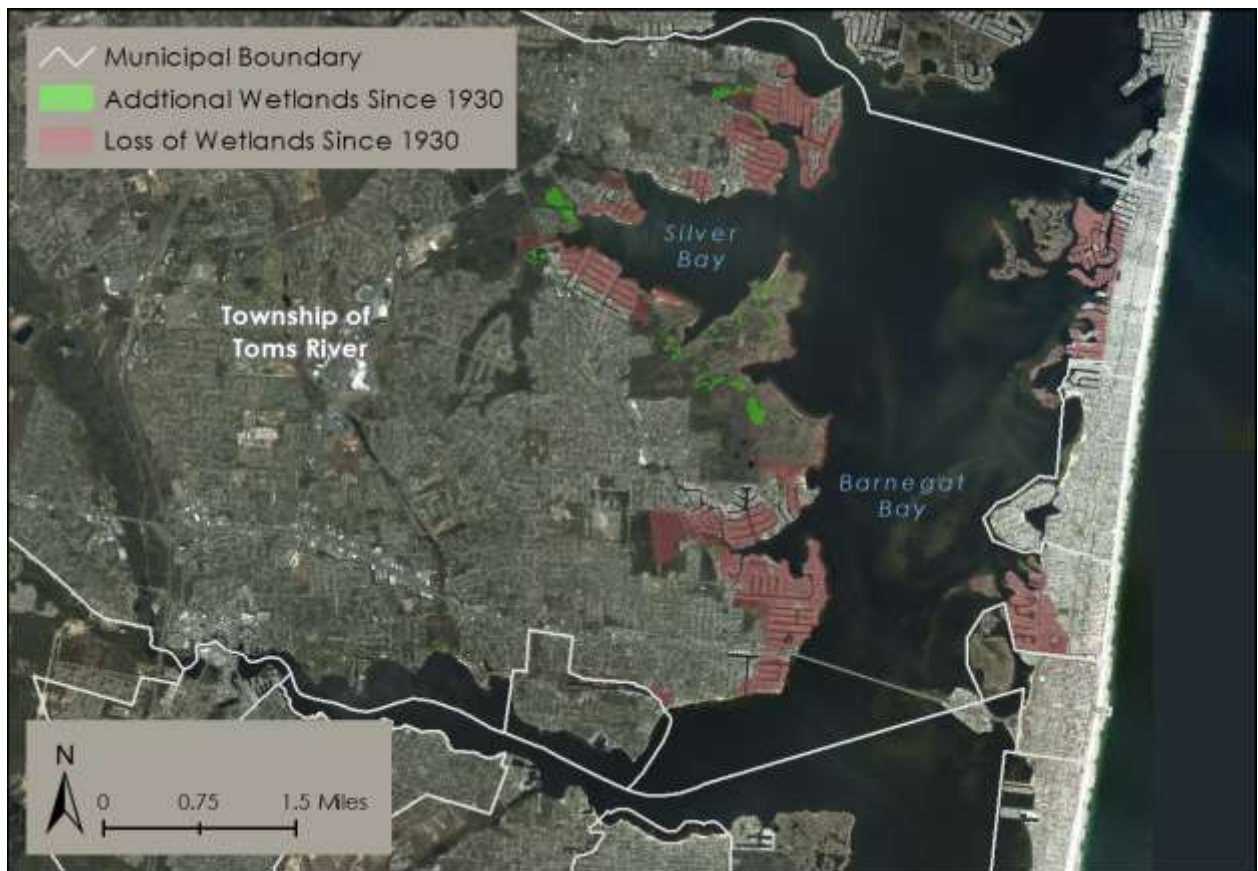 Municipal Boundary
Addtional Wetlands Since 1930
Loss of Wetlands Since 1930
Silver
Bay
Township of
Toms River
Barnegat
Bay
N
0 0.75 1.5 Miles